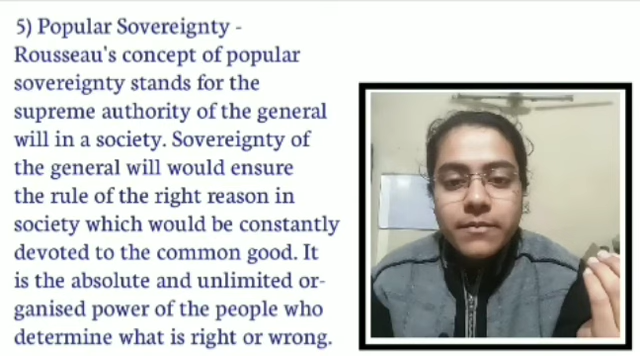 5) Popular Sovereignty -
Rousseau's concept of popular
sovereignty stands for the
supreme authority of the general
will in a society. Sovereignty of
the general will would ensure
the rule of the right reason in
society which would be constantly
devoted to the common good. It
is the absolute and unlimited or-
ganised power of the people who
determine what is right or wrong.